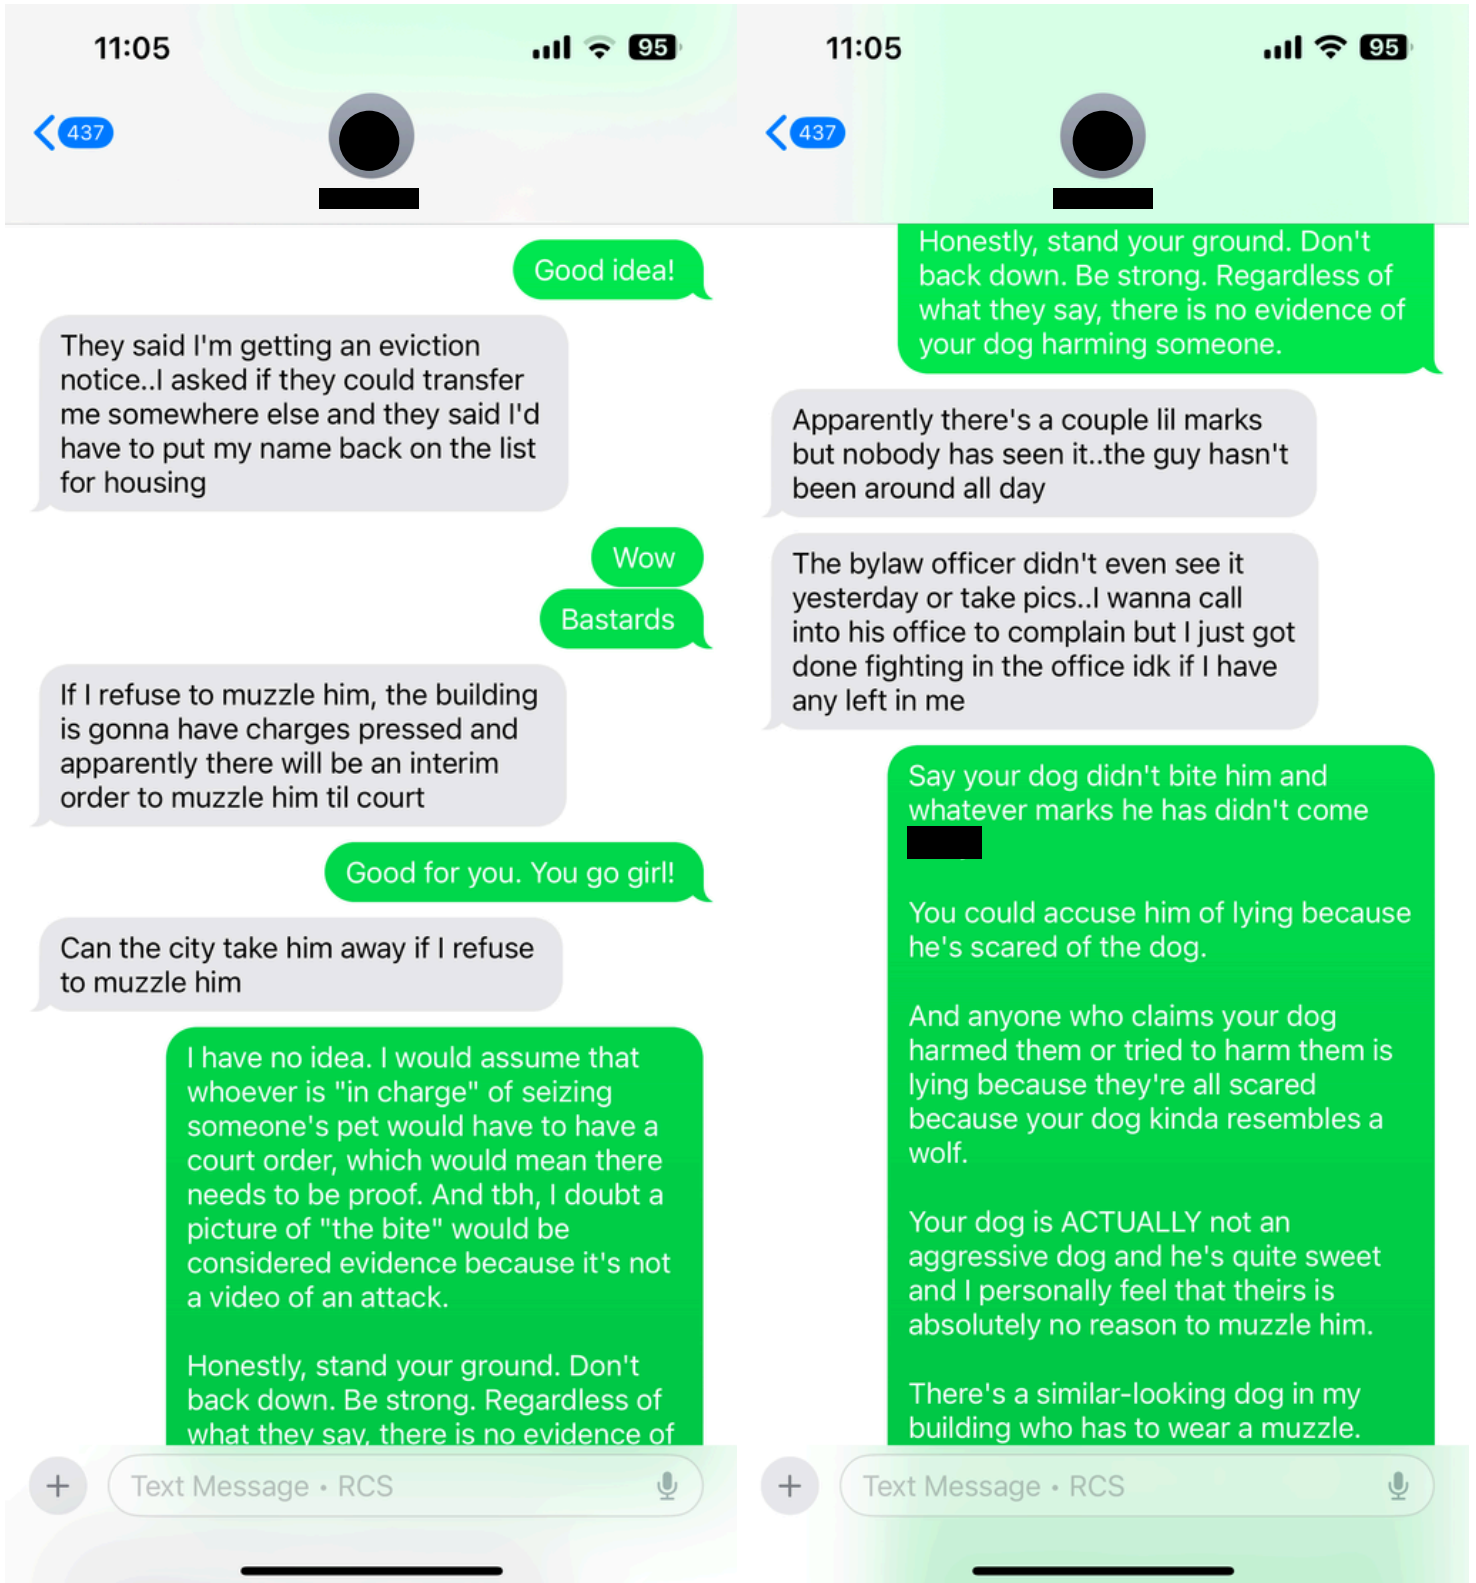 11:05
95
437
Good idea!
They said I'm getting an eviction
notice..I asked if they could transfer
me somewhere else and they said I'd
have to put my name back on the list
for housing
Wow
Bastards
If I refuse to muzzle him, the building
is gonna have charges pressed and
apparently there will be an interim
order to muzzle him til court
Good for you. You go girl!
Can the city take him away if I refuse
to muzzle him
I have no idea. I would assume that
whoever is "in charge" of seizing
someone's pet would have to have a
court order, which would mean there
needs to be proof. And tbh, I doubt a
picture of "the bite" would be
considered evidence because it's not
a video of an attack.
Honestly, stand your ground. Don't
back down. Be strong. Regardless of
what they say, there is no evidence of
Text Message • RCS
11:05
95
437
Honestly, stand your ground. Don't
back down. Be strong. Regardless of
what they say, there is no evidence of
your dog harming someone.
Apparently there's a couple lil marks
but nobody has seen it..the guy hasn't
been around all day
The bylaw officer didn't even see it
yesterday or take pics..I wanna call
into his office to complain but I just got
done fighting in the office idk if I have
any left in me
Say your dog didn't bite him and
whatever marks he has didn't come
You could accuse him of lying because
he's scared of the dog.
And anyone who claims your dog
harmed them or tried to harm them is
lying because they're all scared
because your dog kinda resembles a
wolf.
Your dog is ACTUALLY not an
aggressive dog and he's quite sweet
and I personally feel that theirs is
absolutely no reason to muzzle him.
There's a similar-looking dog in my
building who has to wear a muzzle.
Text Message • RCS